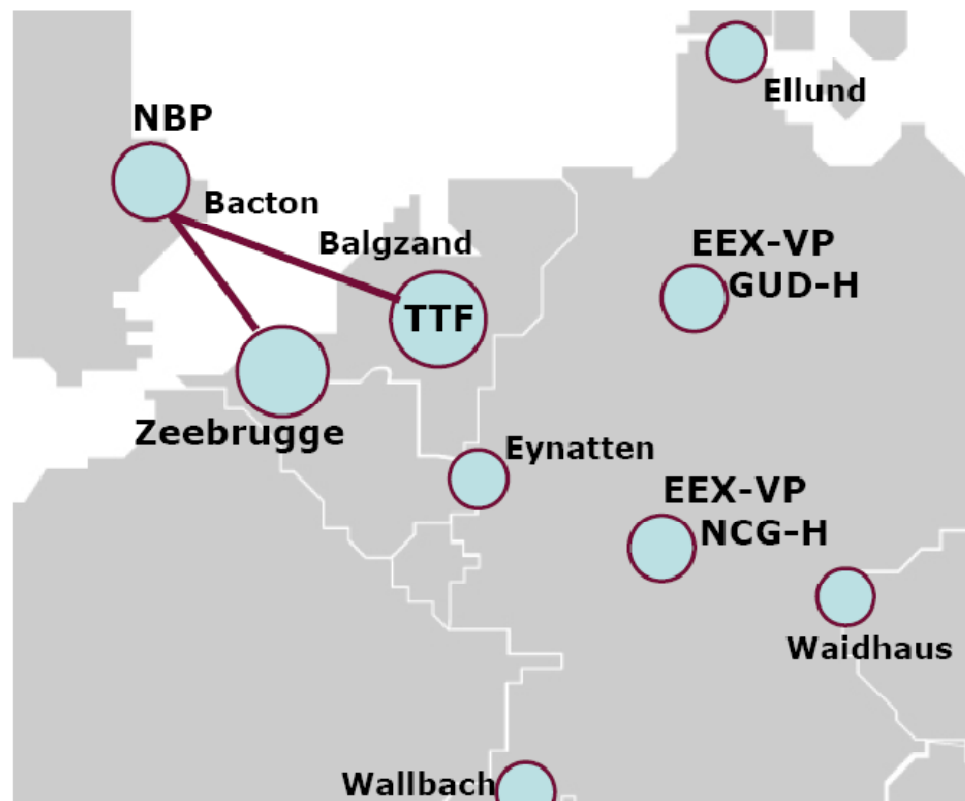 Ellund
NBP
Bacton
Balgzand
EEX-VP
GUD-H
TTF
Zeebrugge
Eynatten
EEX-VP
NCG-H
Waidhaus
Wallbach